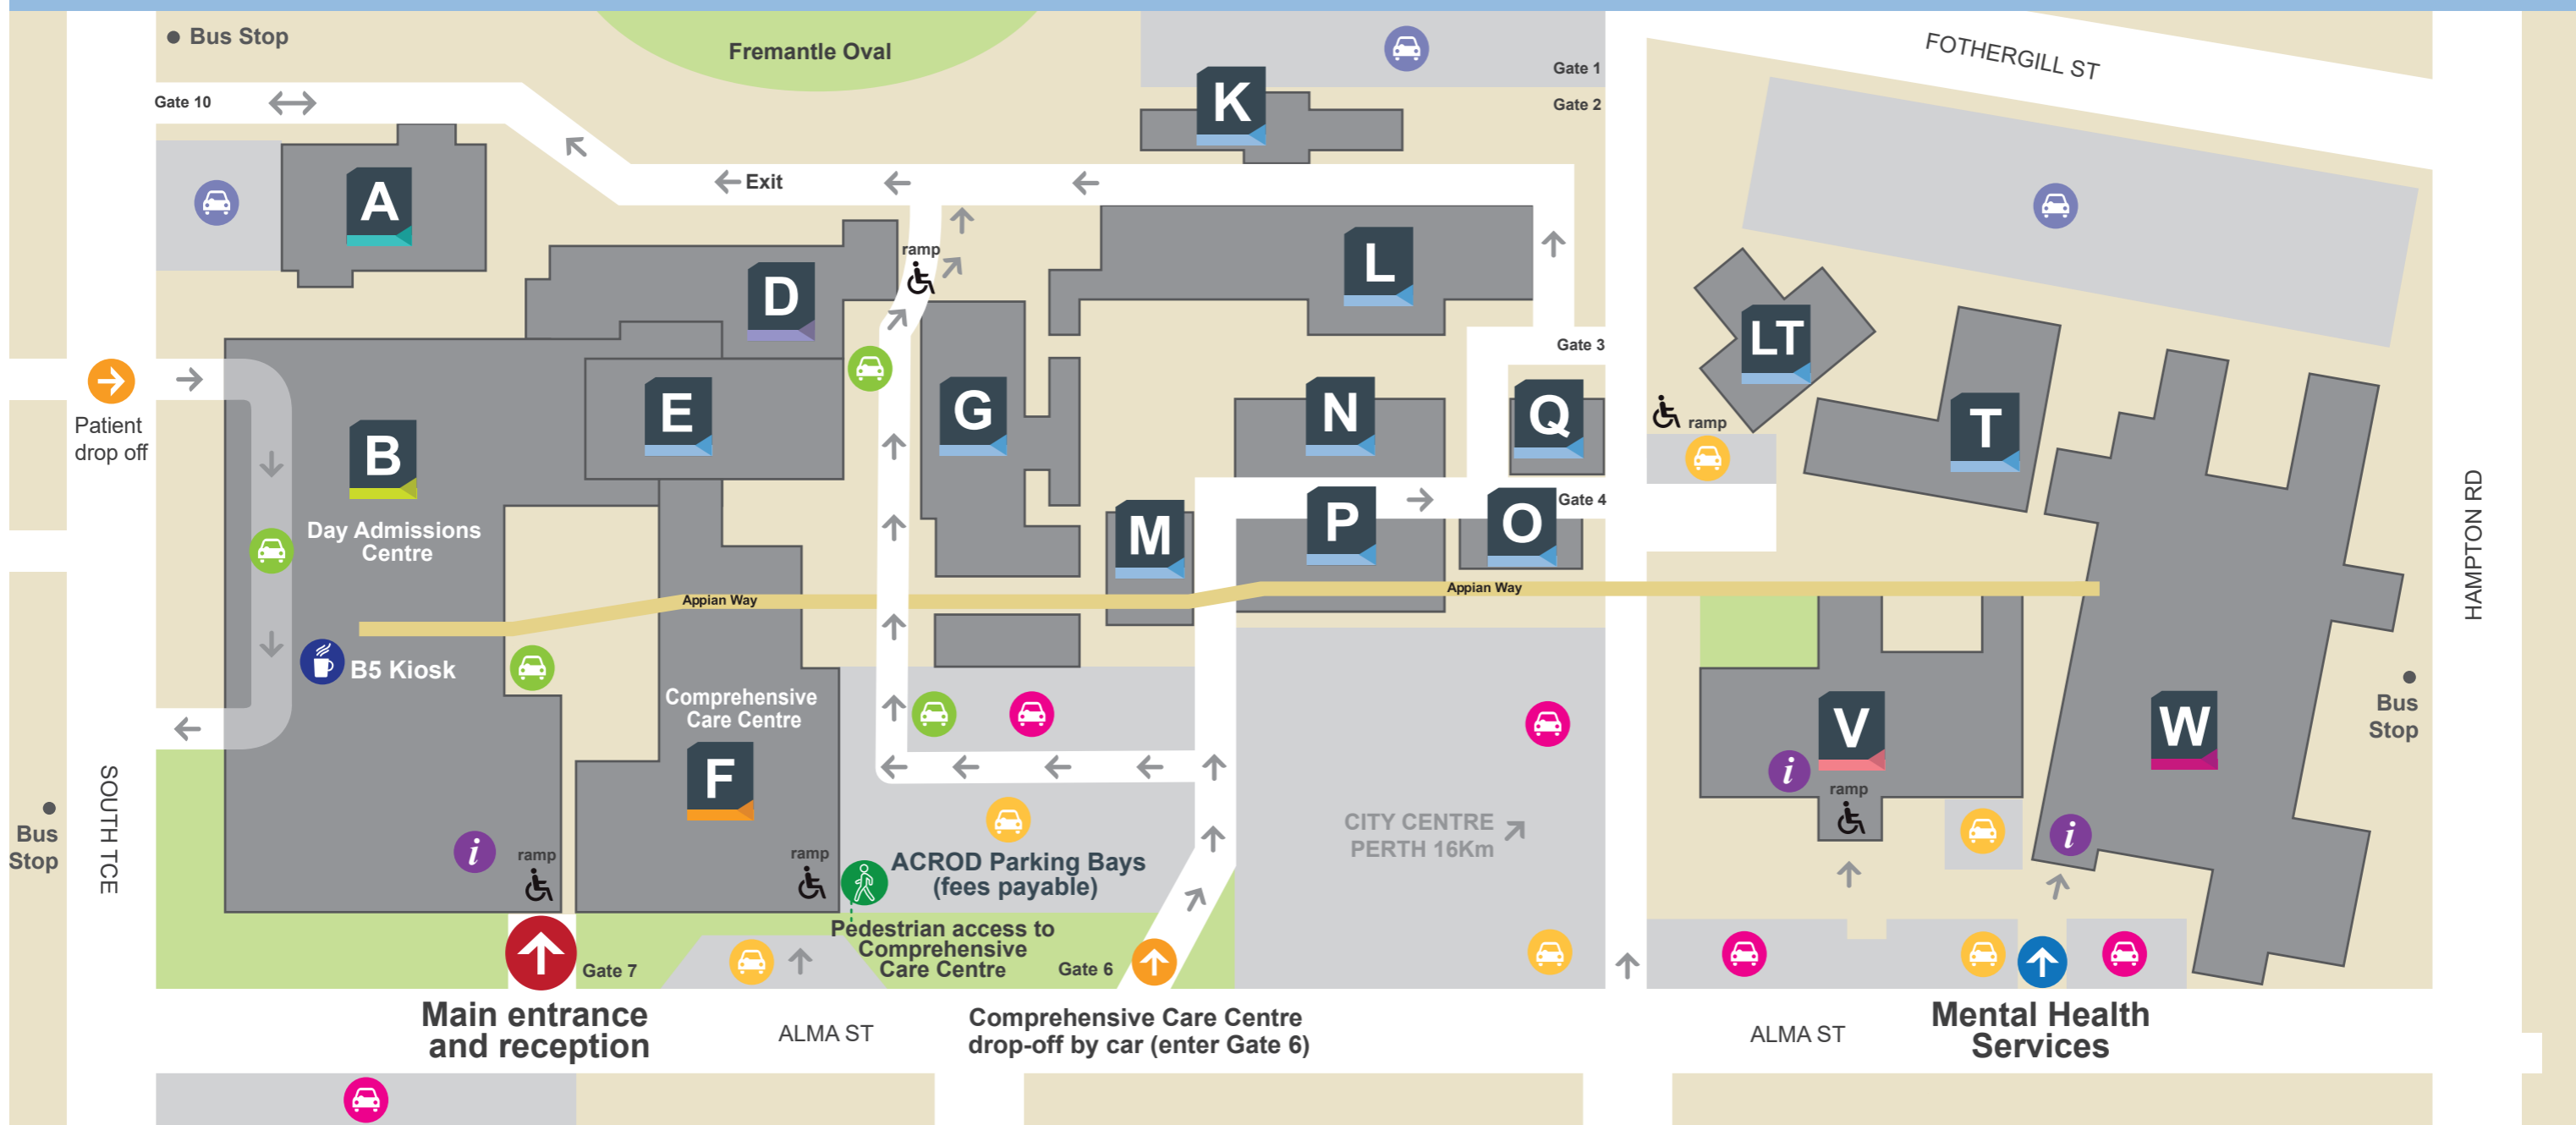 Bus Stop
Fremantle Oval
Gate 1
FOTHERGILL ST
Gate 10
K
Gate 2
Exit
A
ramp
L
D
LT
Gate 3
Patient
drop off
E
G
N
Q
ramp
T
B
Day Admissions
Centre
M
P
O
Gate 4
HAMPTON RD
Appian Way
Appian Way
B5 Kiosk
Comprehensive
Care Centre
F
V
W
Bus
Stop
i
ramp
SOUTH TCE
Bus
Stop
i
ramp
ramp
ACROD Parking Bays
(fees payable)
CITY CENTRE
PERTH 16Km
i
Pedestrian access to
Comprehensive
Care Centre
Gate 7
Gate 6
Main entrance
and reception
ALMA ST
Comprehensive Care Centre
drop-off by car (enter Gate 6)
ALMA ST
Mental Health
Services